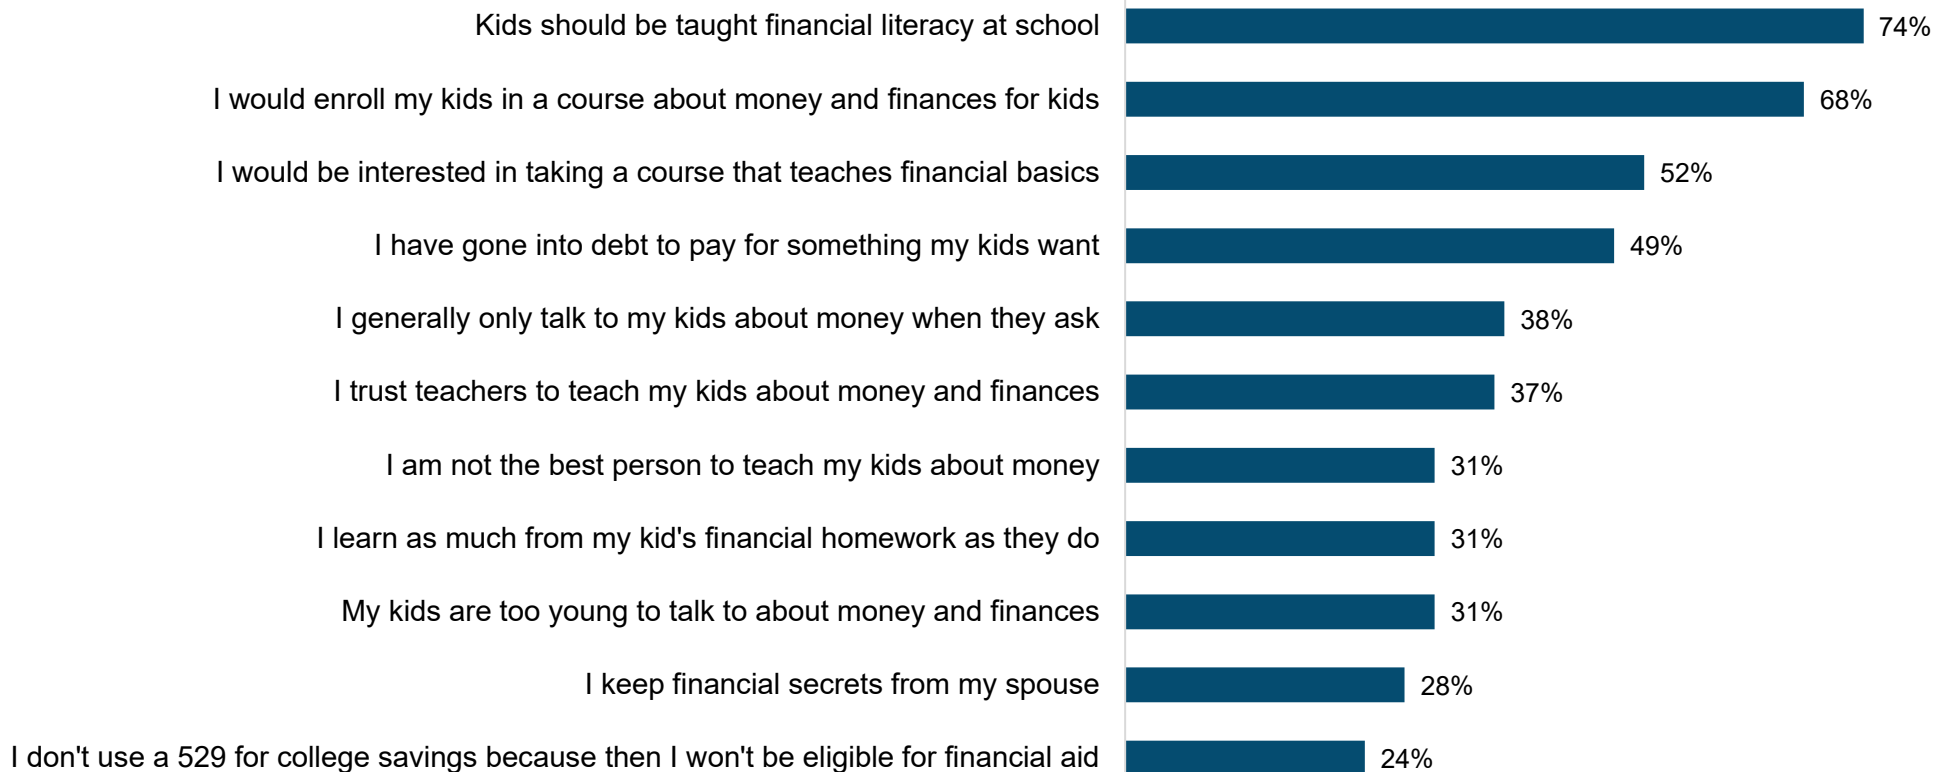 Kids should be taught financial literacy at school 74%
I would enroll my kids in a course about money and finances for kids 68%
I would be interested in taking a course that teaches financial basics 52%
I have gone into debt to pay for something my kids want 49%
I generally only talk to my kids about money when they ask 38%
I trust teachers to teach my kids about money and finances 37%
I am not the best person to teach my kids about money 31%
I learn as much from my kid's financial homework as they do 31%
My kids are too young to talk to about money and finances 31%
I keep financial secrets from my spouse 28%
I don't use a 529 for college savings because then I won't be eligible for financial aid 24%